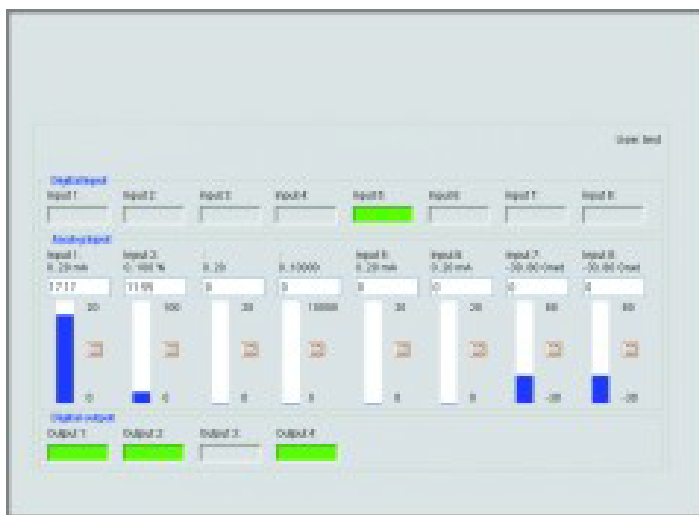 User text
Digital input
Input 1 Input 2 Input 3 Input 4 Input 5 Input 6 Input 7 Input 8
Analog input
Input 1 Input 2 Input 5 Input 6 Input 7 Input 8
0..20 mA 0..100 % 0..20 0..10000 0..20 mA 0..20 mA
17.17 11.95 0 0 0 0 0 0
20 100 20 10000 20 20 80 80
0 0 0 0 0 0 -30 -30
Digital output
Output 1 Output 2 Output 3 Output 4